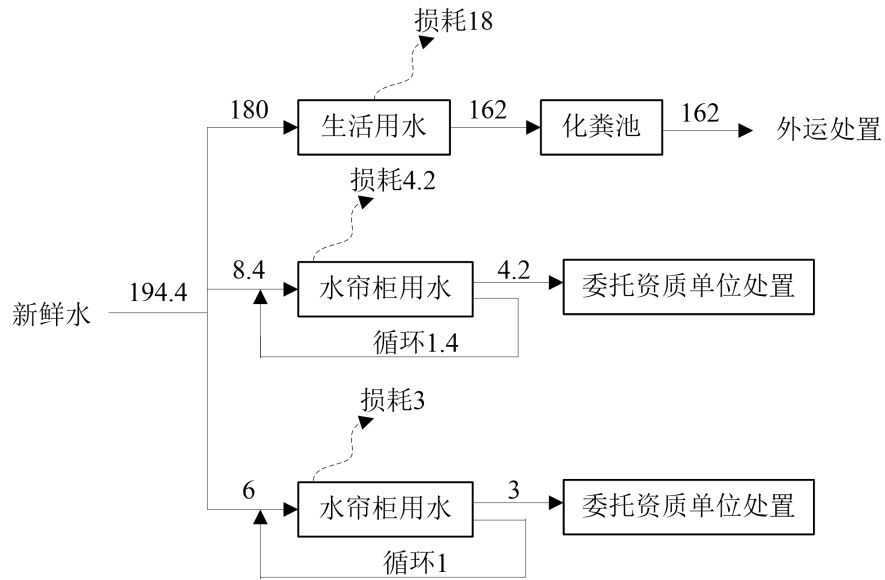 损耗18
180
生活用水
162
化粪池
162
外运处置
损耗4.2
8.4
水帘柜用水
4.2
委托资质单位处置
循环1.4
新鲜水
194.4
损耗3
6
水帘柜用水
3
委托资质单位处置
循环1